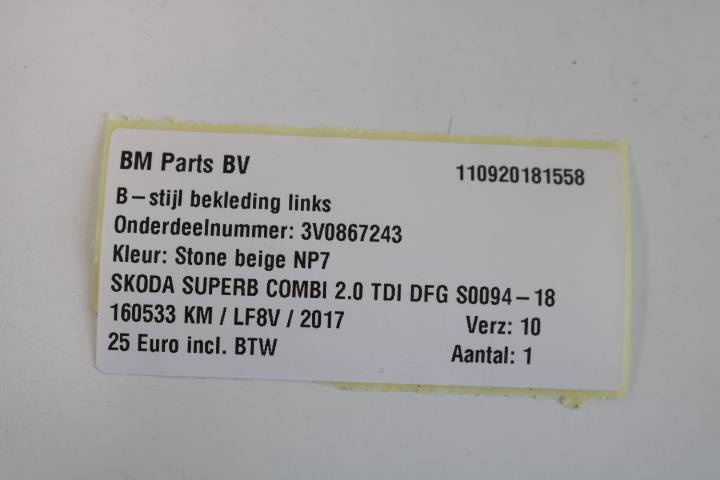 BM Parts BV 110920181558
B-stijl bekleding links
Onderdeelnummer: 3V0867243
Kleur: Stone beige NP7
SKODA SUPERB COMBI 2.0 TDI DFG S0094-18
160533 KM / LF8V / 2017 Verz: 10
25 Euro incl. BTW Aantal: 1